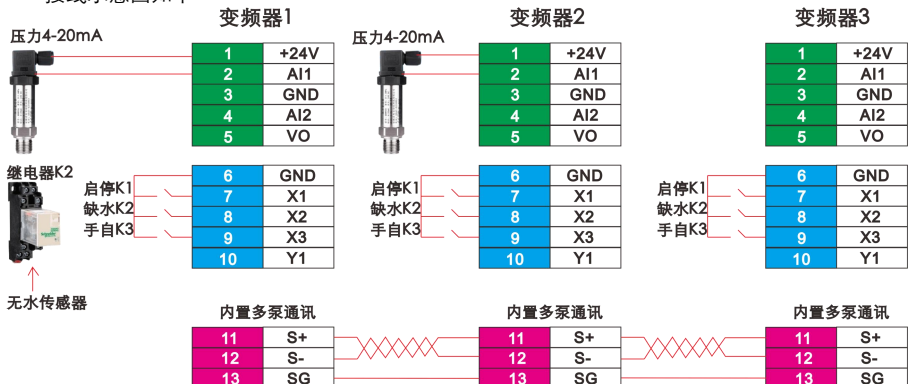 变频器1 变频器2 变频器3
压力4-20mA 压力4-20mA
1 +24V 1 +24V 1 +24V
2 AI1 2 AI1 2 AI1
3 GND 3 GND 3 GND
4 AI2 4 AI2 4 AI2
5 VO 5 VO 5 VO
继电器K2
6 GND 6 GND 6 GND
启停K1 7 X1 启停K1 7 X1 启停K1 7 X1
缺水K2 8 X2 缺水K2 8 X2 缺水K2 8 X2
手自K3 9 X3 手自K3 9 X3 手自K3 9 X3
10 Y1 10 Y1 10 Y1
无水传感器
内置多泵通讯 内置多泵通讯 内置多泵通讯
11 S+ 11 S+ 11 S+
12 S- 12 S- 12 S-
13 SG 13 SG 13 SG